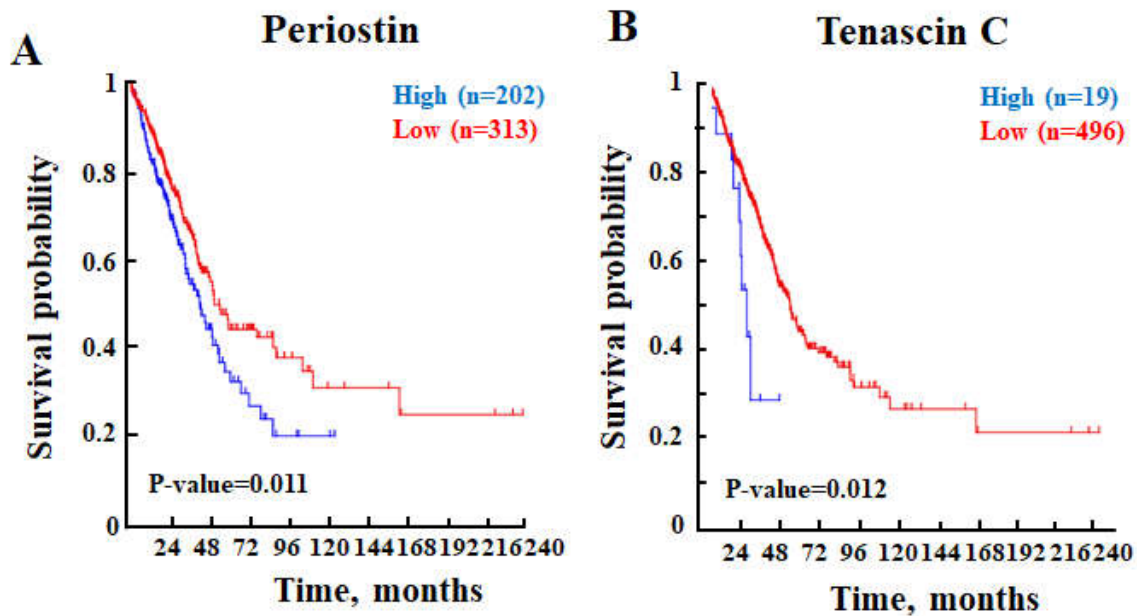 A
Periostin
High (n=202)
Low (n=313)
Survival probability
1
0.8
0.6
0.4
0.2
0
P-value=0.011
24 48 72 96 120 144 168 192 216 240
Time, months
B
Tenascin C
High (n=19)
Low (n=496)
Survival probability
1
0.8
0.6
0.4
0.2
0
P-value=0.012
24 48 72 96 120 144 168 192 216 240
Time, months